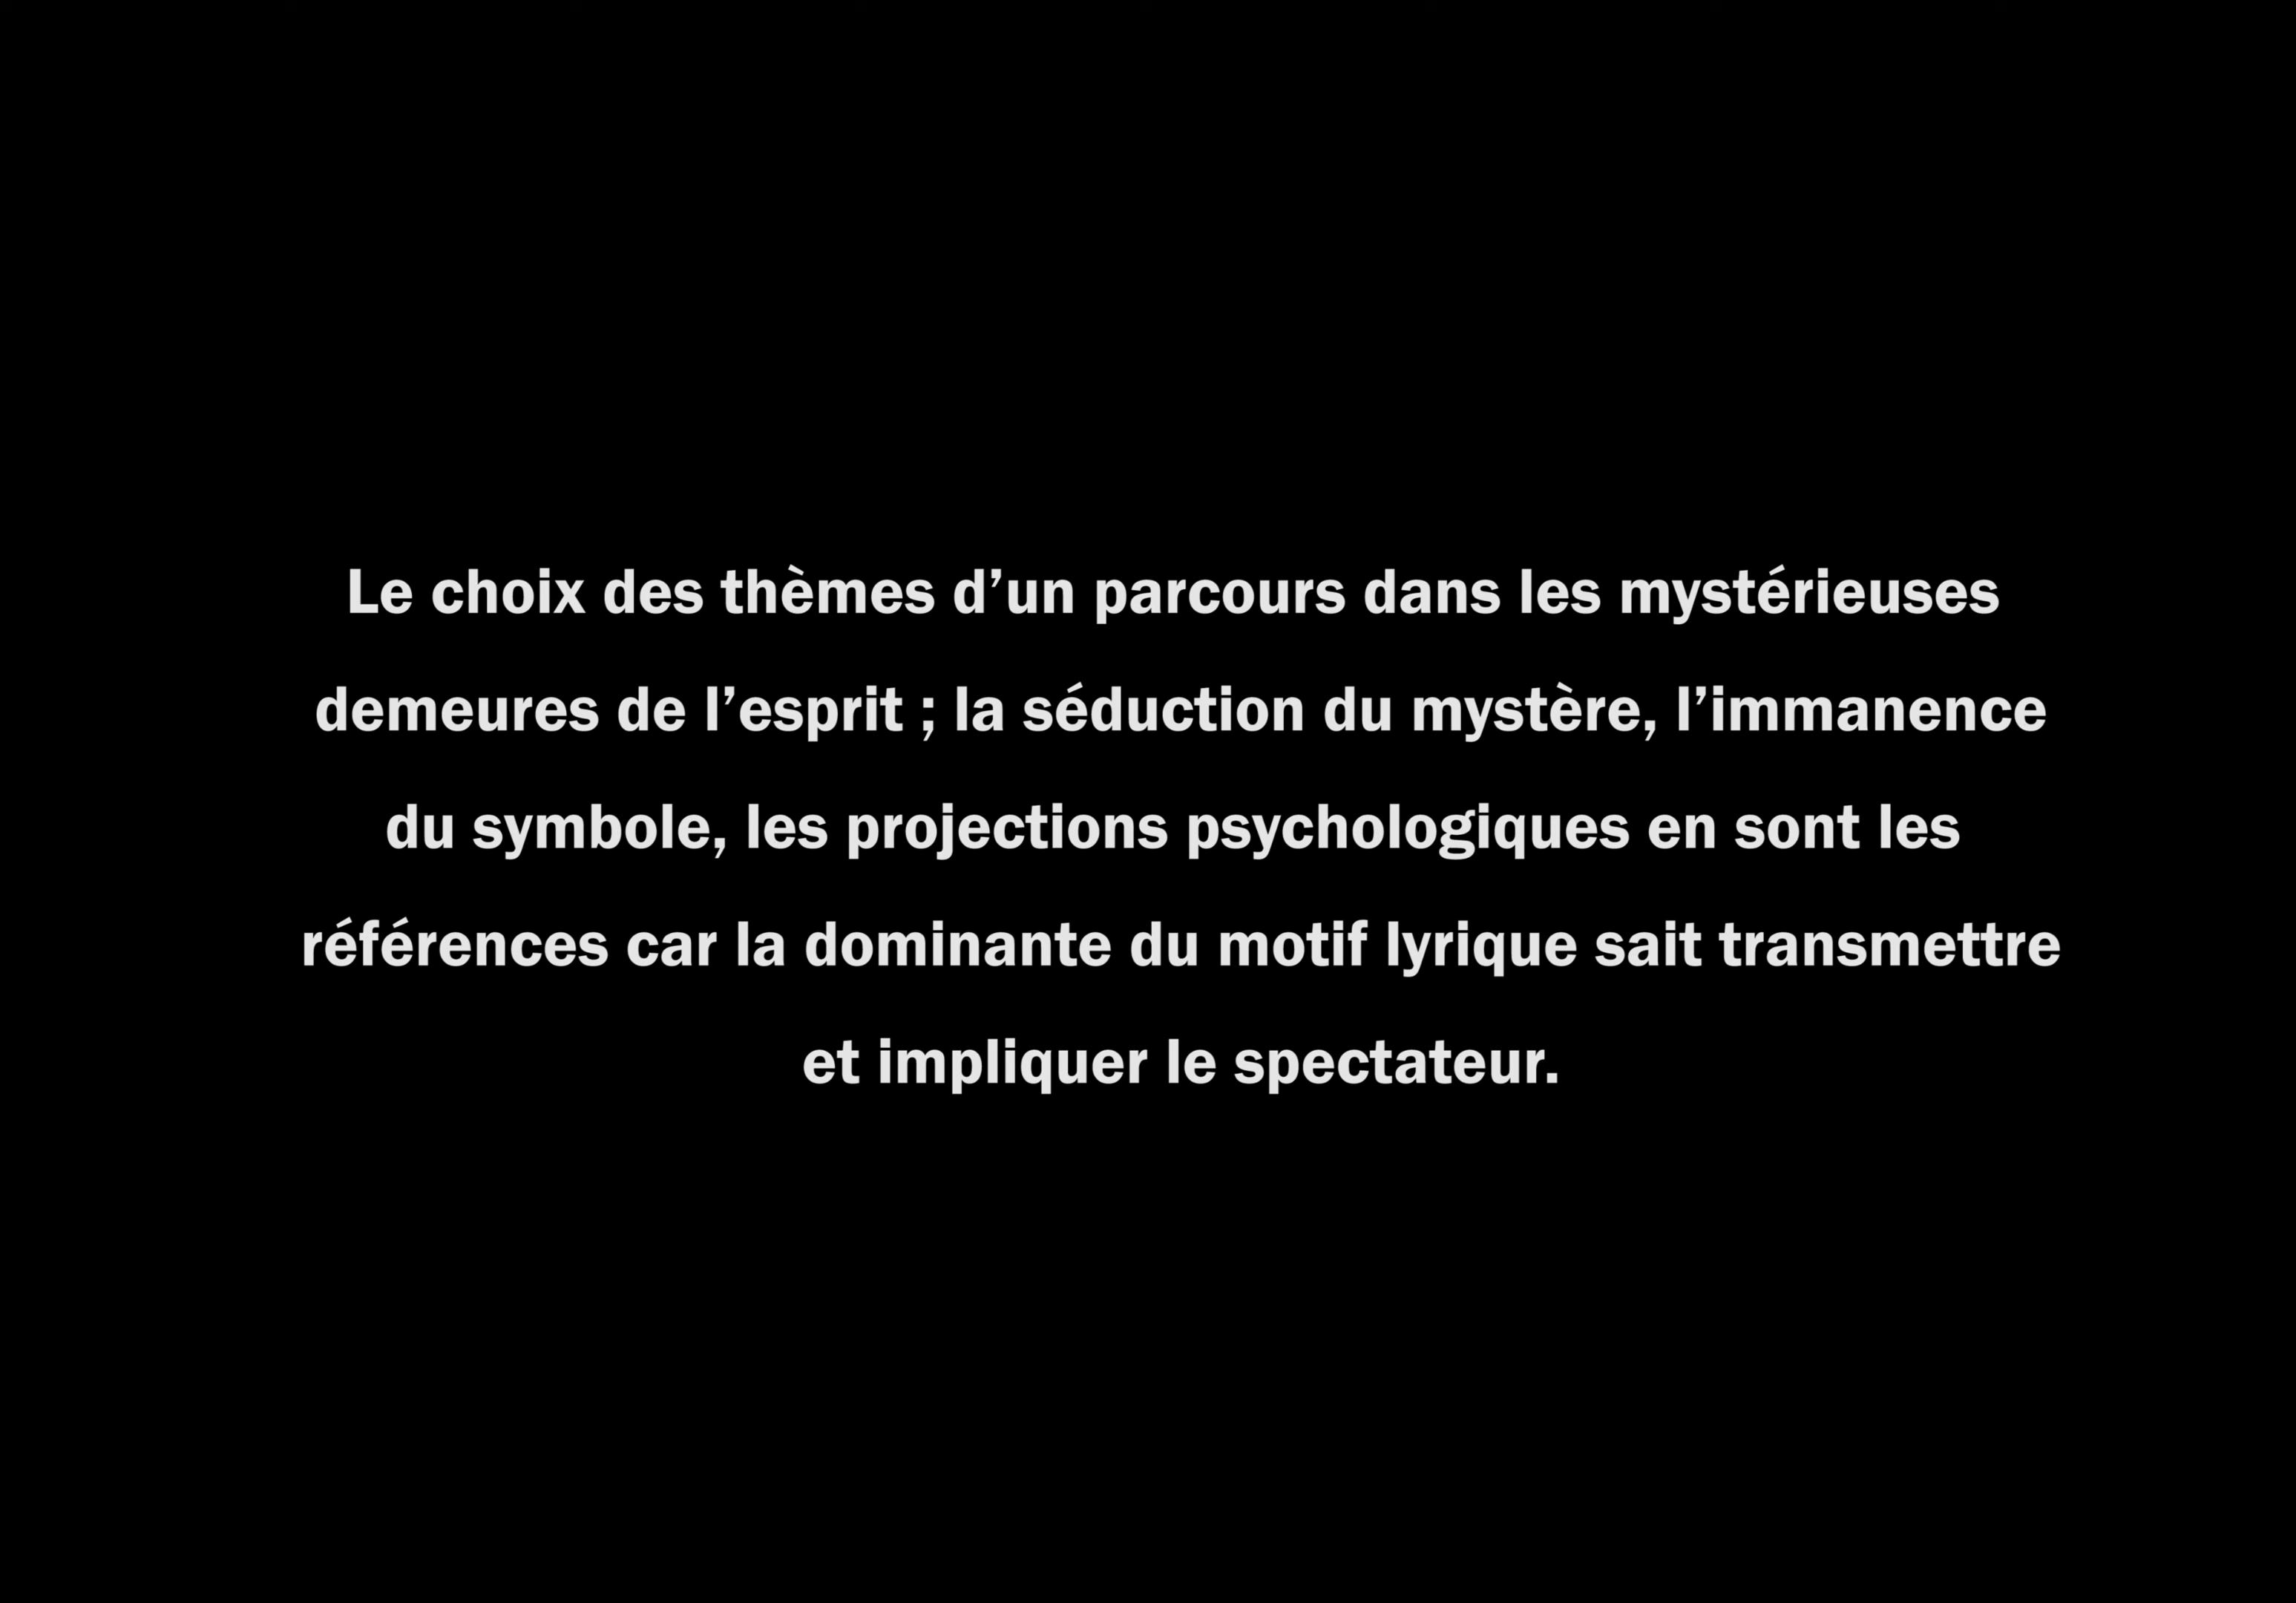 Le choix des thèmes d’un parcours dans les mystérieuses
demeures de l’esprit ; la séduction du mystère, l’immanence
du symbole, les projections psychologiques en sont les
références car la dominante du motif lyrique sait transmettre
et impliquer le spectateur.